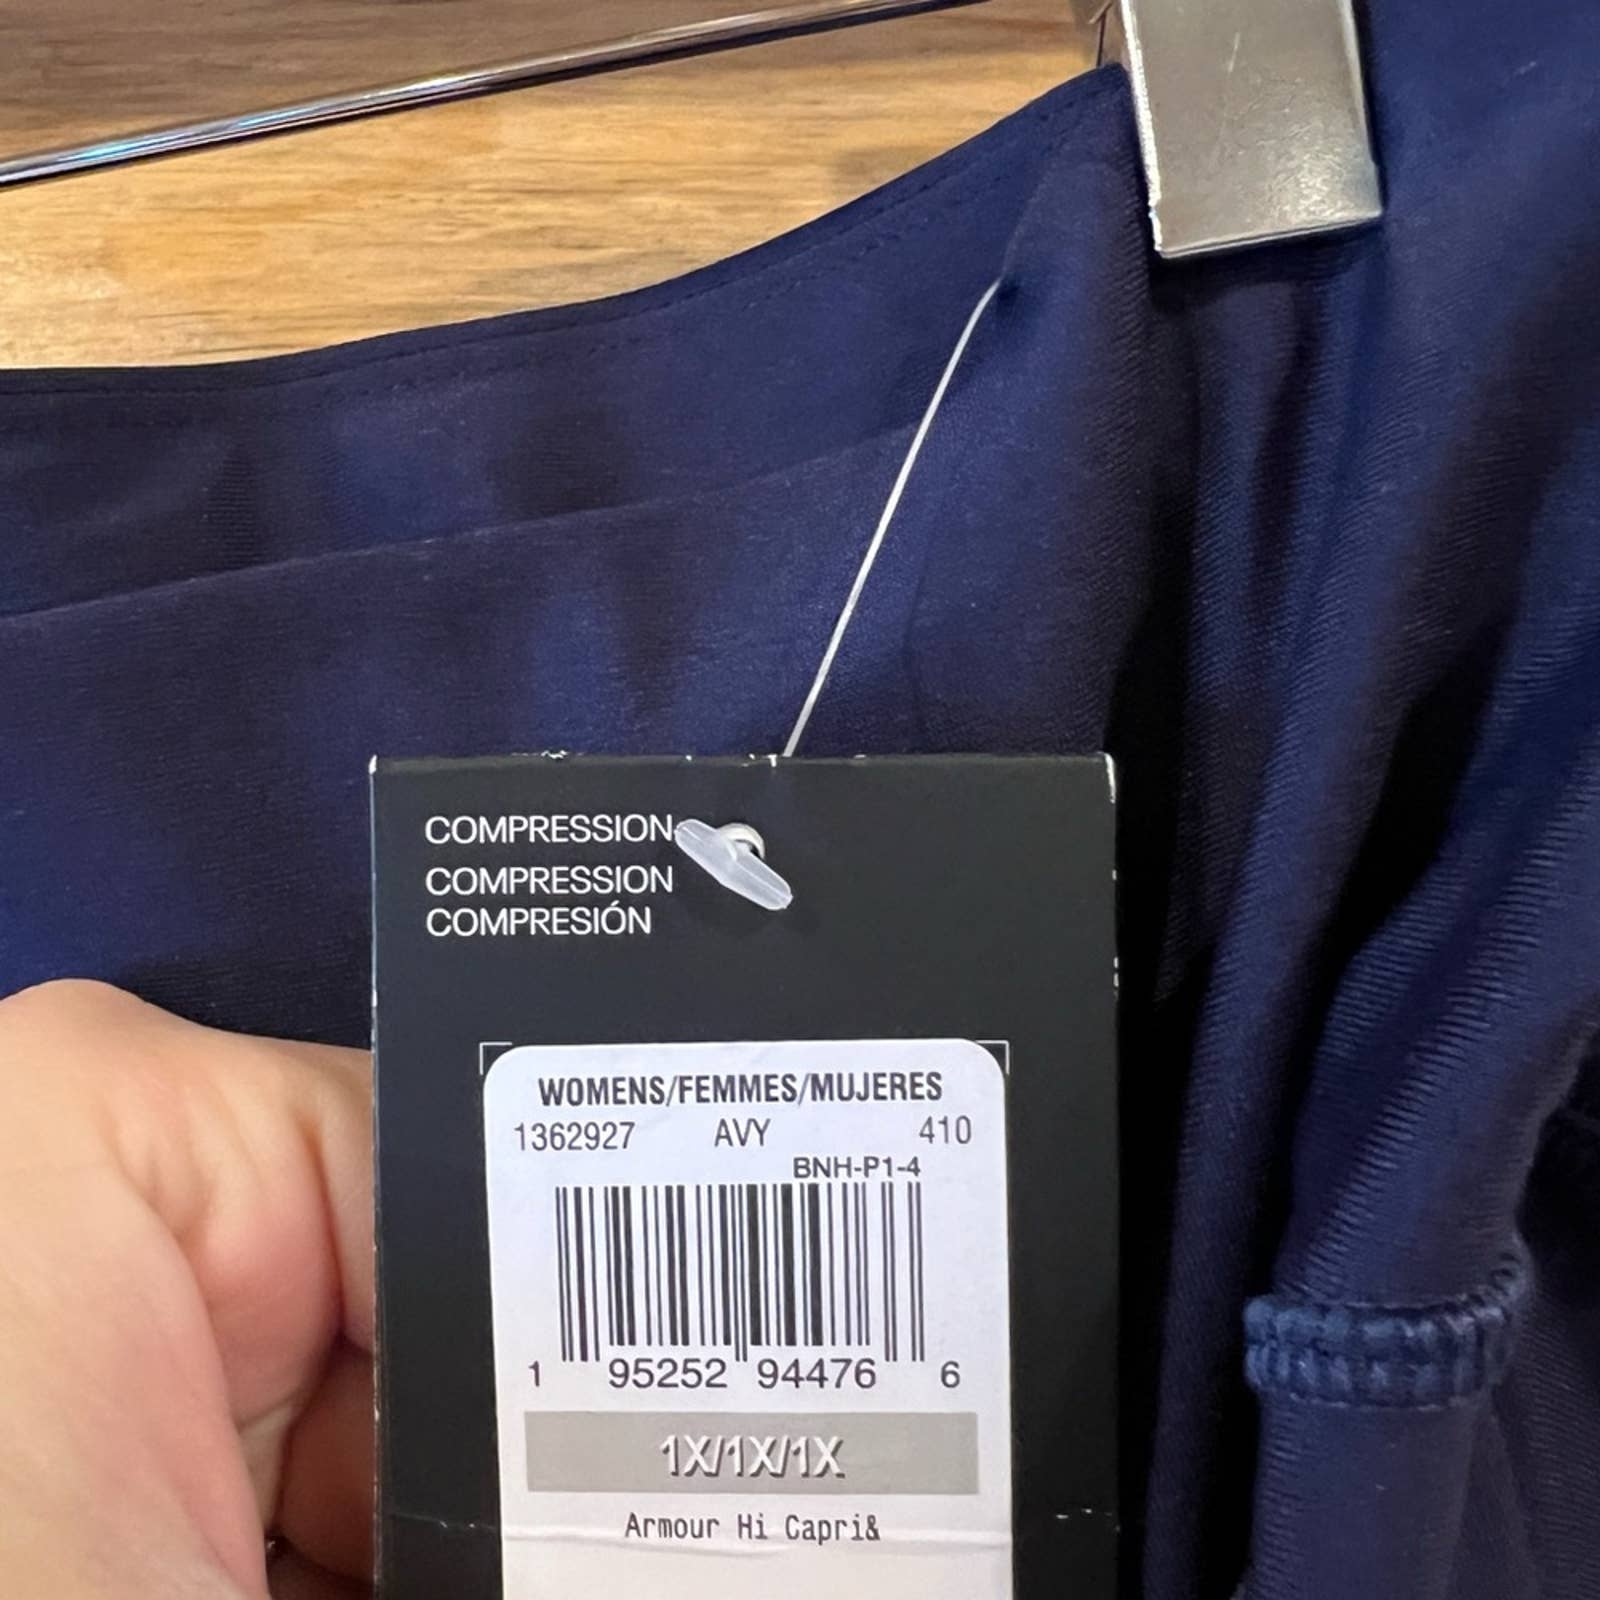 COMPRESSION
COMPRESSION
COMPRESIÓN
WOMENS/FEMMES/MUJERES
1362927 AVY 410
BNH-P1-4
1 95252 94476 6
1X/1X/1X
Armour Hi Capri&